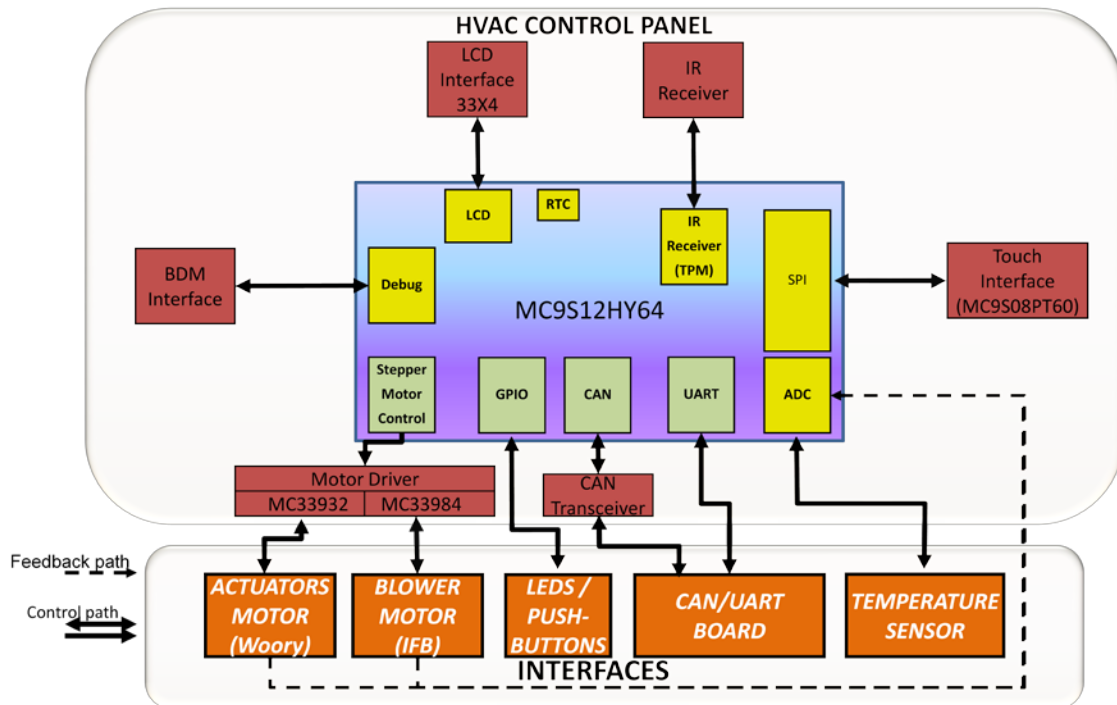 HVAC CONTROL PANEL
LCD
Interface
33X4
IR
Receiver
LCD
RTC
IR
Receiver
(TPM)
SPI
BDM
Interface
Debug
Touch
Interface
(MC9S08PT60)
MC9S12HY64
Stepper
Motor
Control
GPIO
CAN
UART
ADC
Motor Driver
MC33932
MC33984
CAN
Transceiver
Feedback path
Control path
ACTUATORS
MOTOR
(Woory)
BLOWER
MOTOR
(IFB)
LEDS /
PUSH-
BUTTONS
CAN/UART
BOARD
TEMPERATURE
SENSOR
INTERFACES